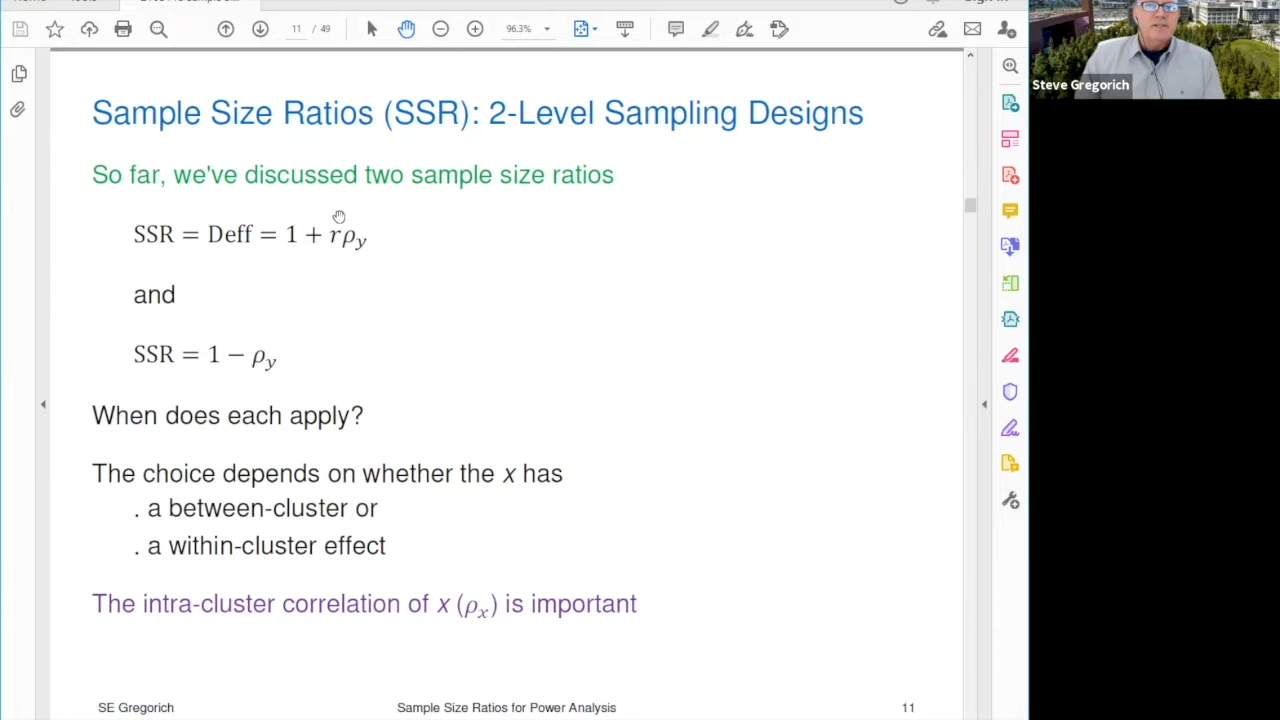 11 / 49
96.3%
Steve Gregorich
Sample Size Ratios (SSR): 2-Level Sampling Designs
So far, we've discussed two sample size ratios
SSR = Deff = 1 + rρ_y
and
SSR = 1 − ρ_y
When does each apply?
The choice depends on whether the x has
. a between-cluster or
. a within-cluster effect
The intra-cluster correlation of x (ρ_x) is important
SE Gregorich
Sample Size Ratios for Power Analysis
11